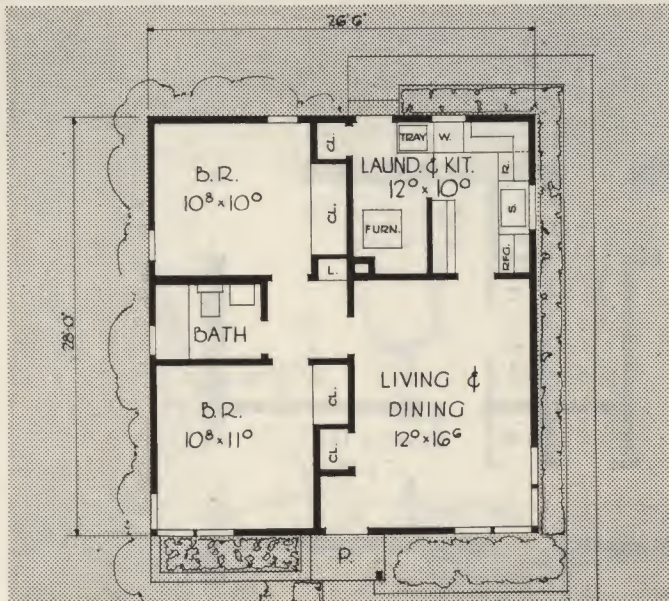 26'6"
CL.
TRAY
W.
B.R.
10⁸ x 10⁰
LAUND. & KIT.
12⁰ x 10⁰
R.
CL.
FURN.
S.
L.
RFG.
28'-0"
BATH
LIVING &
DINING
12⁰ x 16⁶
B.R.
10⁸ x 11⁰
CL.
CL.
P.